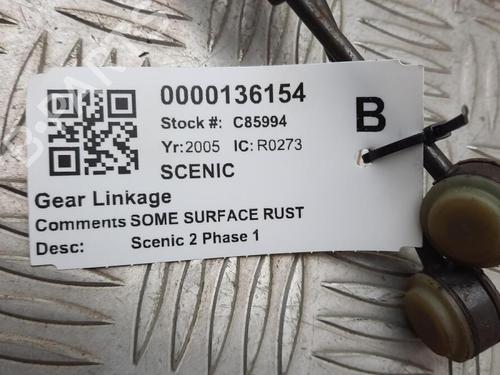 0000136154
Stock #: C85994
B
Yr:2005 IC: R0273
SCENIC
Gear Linkage
Comments SOME SURFACE RUST
Desc: Scenic 2 Phase 1